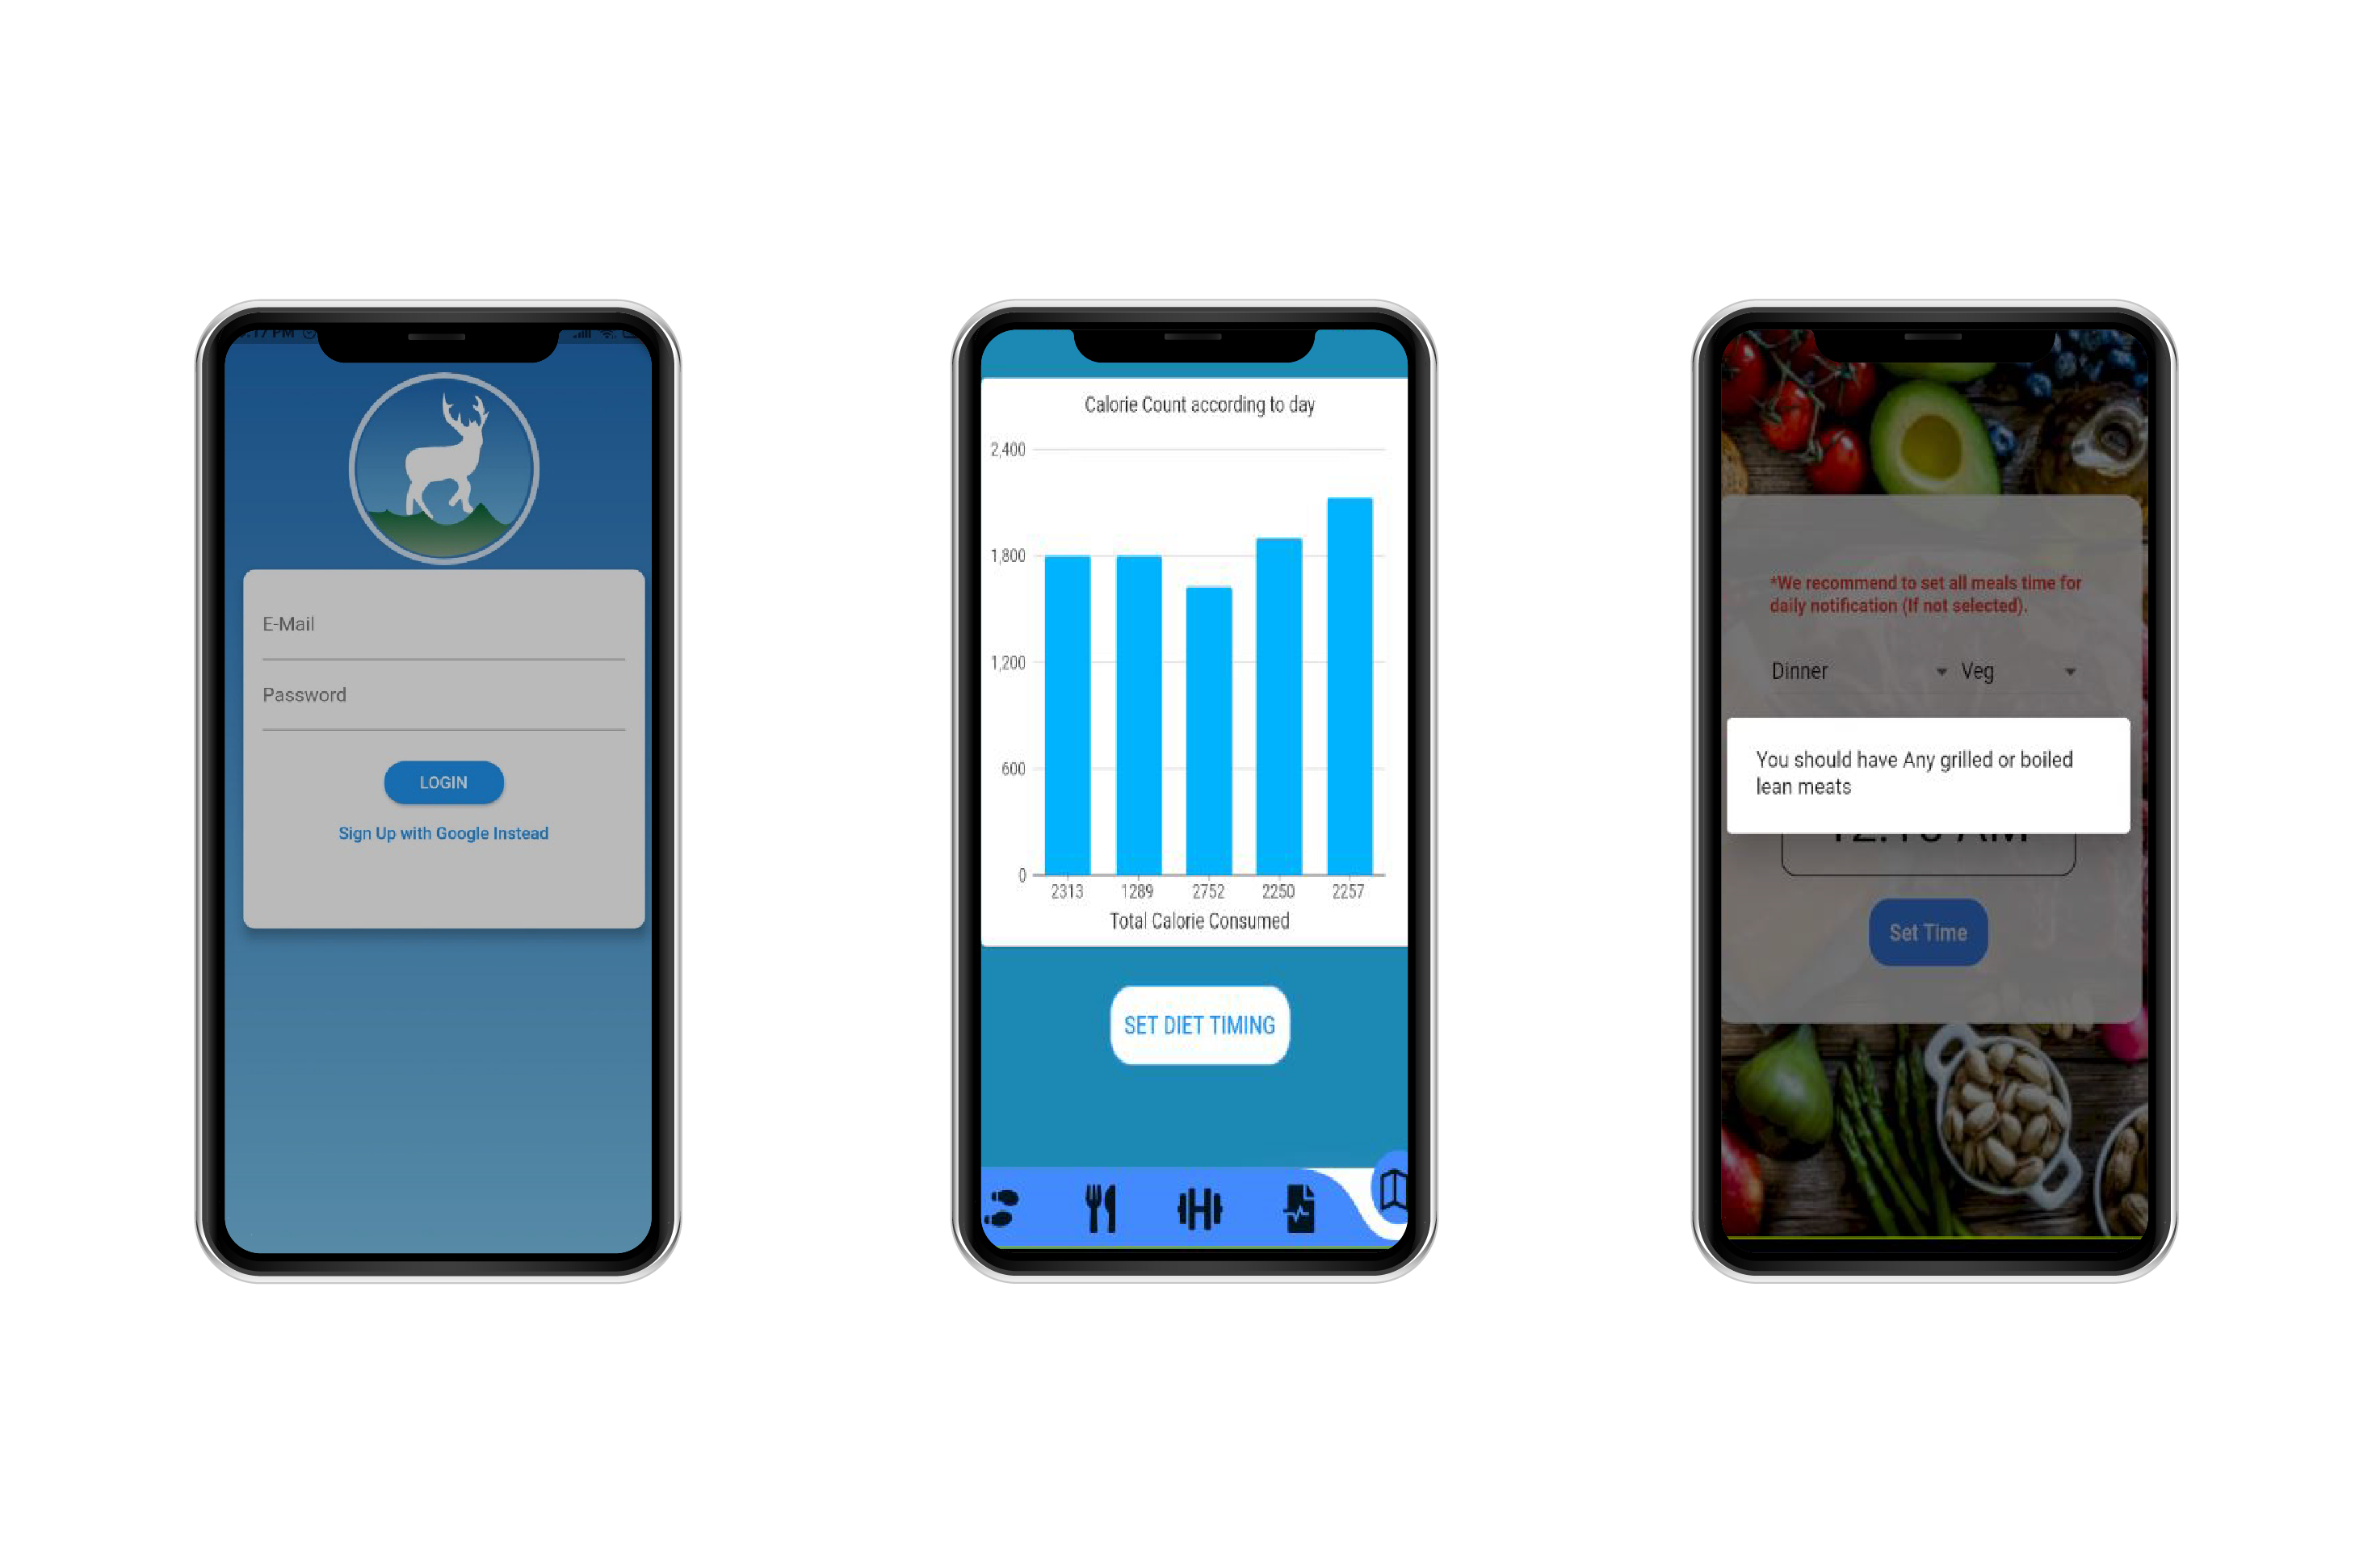 E-Mail
Password
LOGIN
Sign Up with Google Instead
Calorie Count according to day
2,400
1,800
1,200
600
0
2313 1289 2752 2250 2257
Total Calorie Consumed
SET DIET TIMING
*We recommend to set all meals time for
daily notification (If not selected).
Dinner Veg
You should have Any grilled or boiled
lean meats
AM
Set Time